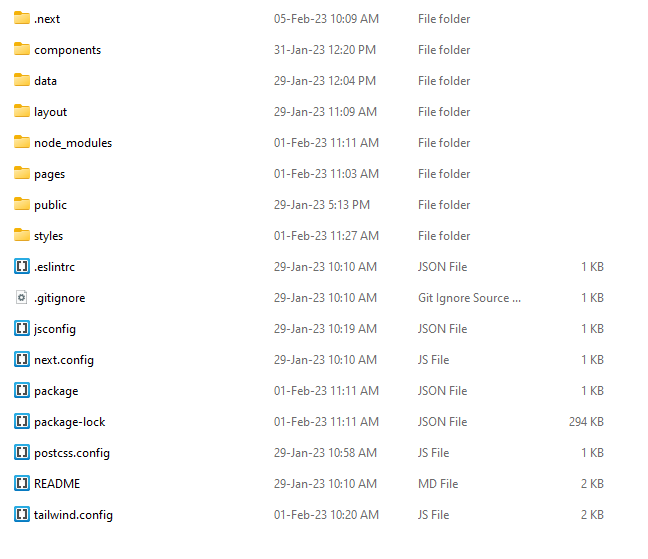 .next 05-Feb-23 10:09 AM File folder
components 31-Jan-23 12:20 PM File folder
data 29-Jan-23 12:04 PM File folder
layout 29-Jan-23 11:09 AM File folder
node_modules 01-Feb-23 11:11 AM File folder
pages 01-Feb-23 11:03 AM File folder
public 29-Jan-23 5:13 PM File folder
styles 01-Feb-23 11:27 AM File folder
.eslintrc 29-Jan-23 10:10 AM JSON File 1 KB
.gitignore 29-Jan-23 10:10 AM Git Ignore Source ... 1 KB
jsconfig 29-Jan-23 10:19 AM JSON File 1 KB
next.config 29-Jan-23 10:10 AM JS File 1 KB
package 01-Feb-23 11:11 AM JSON File 1 KB
package-lock 01-Feb-23 11:11 AM JSON File 294 KB
postcss.config 29-Jan-23 10:58 AM JS File 1 KB
README 29-Jan-23 10:10 AM MD File 2 KB
tailwind.config 01-Feb-23 10:20 AM JS File 2 KB